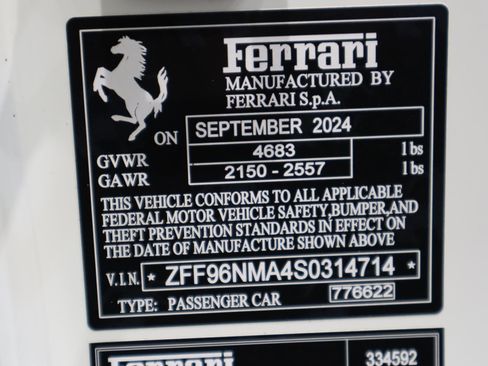 Ferrari
MANUFACTURED BY
FERRARI S.p.A.
ON SEPTEMBER 2024
GVWR 4683 lbs
GAWR 2150 - 2557 lbs
THIS VEHICLE CONFORMS TO ALL APPLICABLE
FEDERAL MOTOR VEHICLE SAFETY,BUMPER,AND
THEFT PREVENTION STANDARDS IN EFFECT ON
THE DATE OF MANUFACTURE SHOWN ABOVE
V.I.N. * ZFF96NMA4S0314714 *
TYPE: PASSENGER CAR 776622
Ferrari 334592